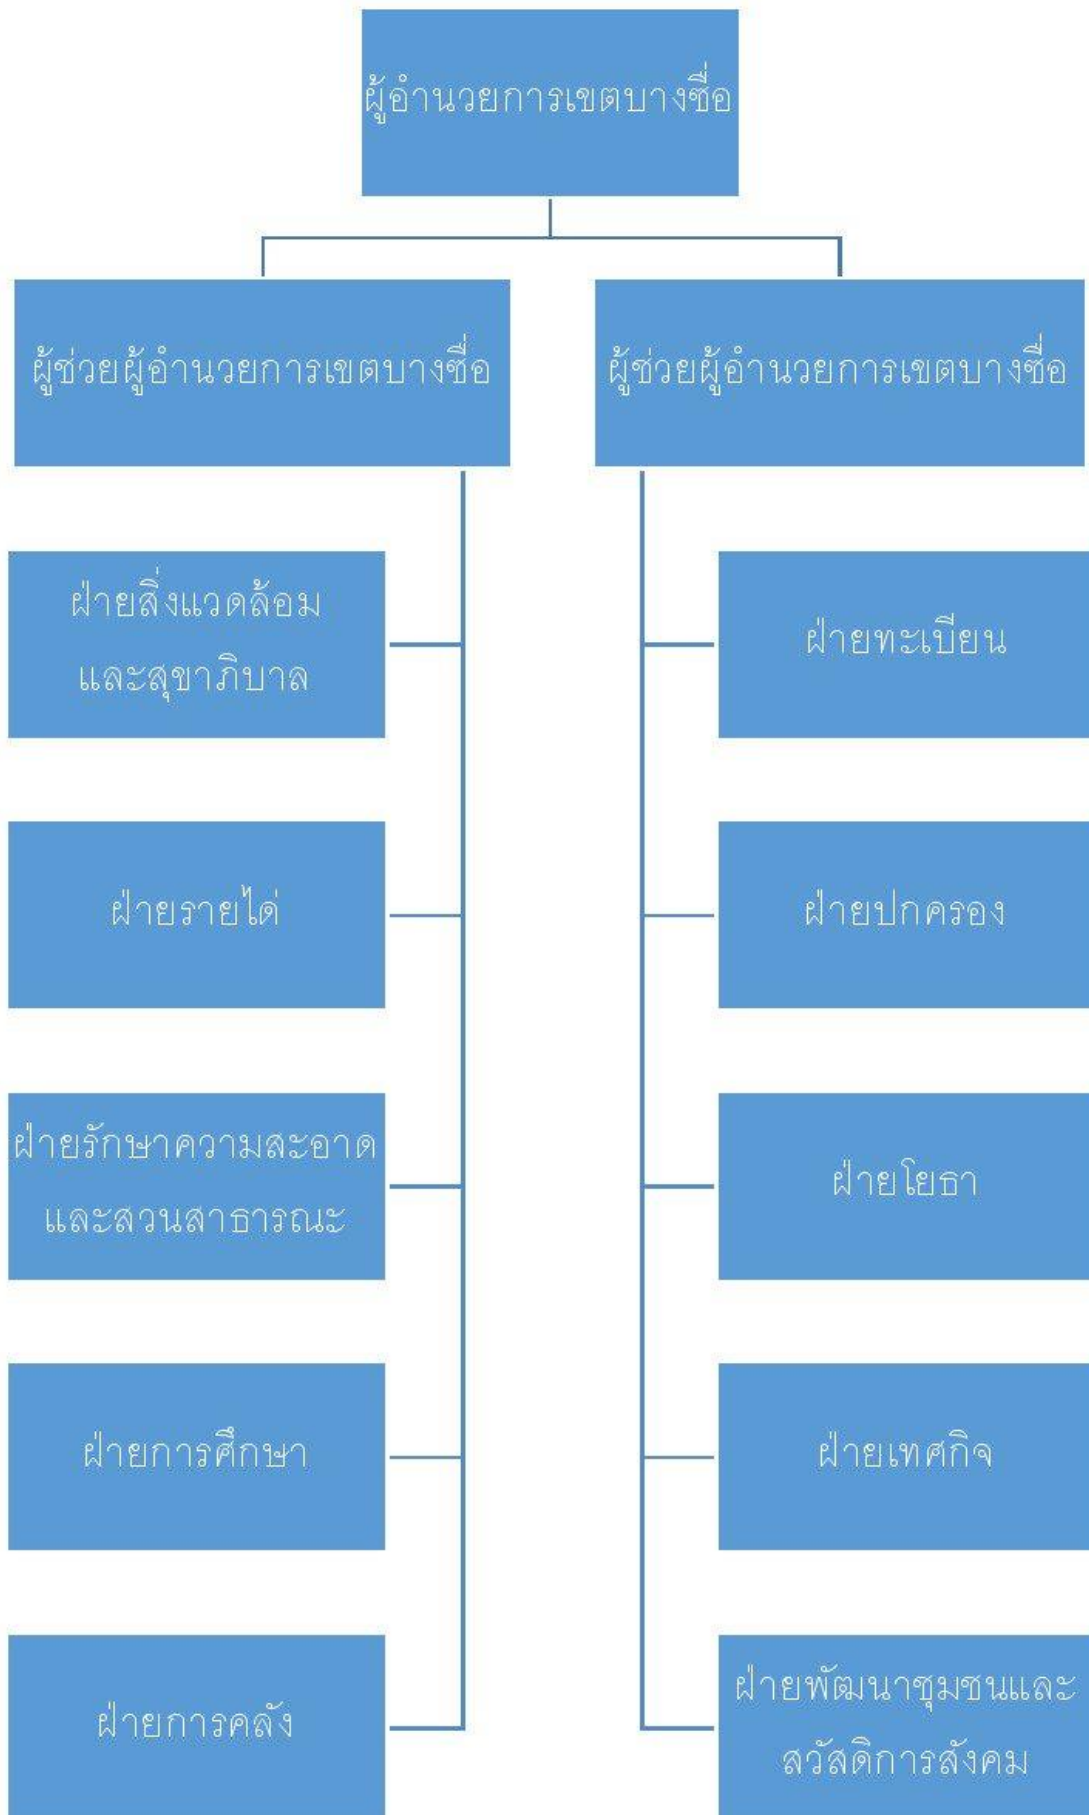 ผู้อำนวยการเขตบางซื่อ
ผู้ช่วยผู้อำนวยการเขตบางซื่อ
ผู้ช่วยผู้อำนวยการเขตบางซื่อ
ฝ่ายสิ่งแวดล้อม
และสุขาภิบาล
ฝ่ายทะเบียน
ฝ่ายรายได่
ฝ่ายปกครอง
ฝ่ายรักษาความสะอาด
และสวนสาธารณะ
ฝ่ายโยธา
ฝ่ายการศึกษา
ฝ่ายเทศกิจ
ฝ่ายการคลัง
ฝ่ายพัฒนาชุมชนและ
สวัสดิการสังคม